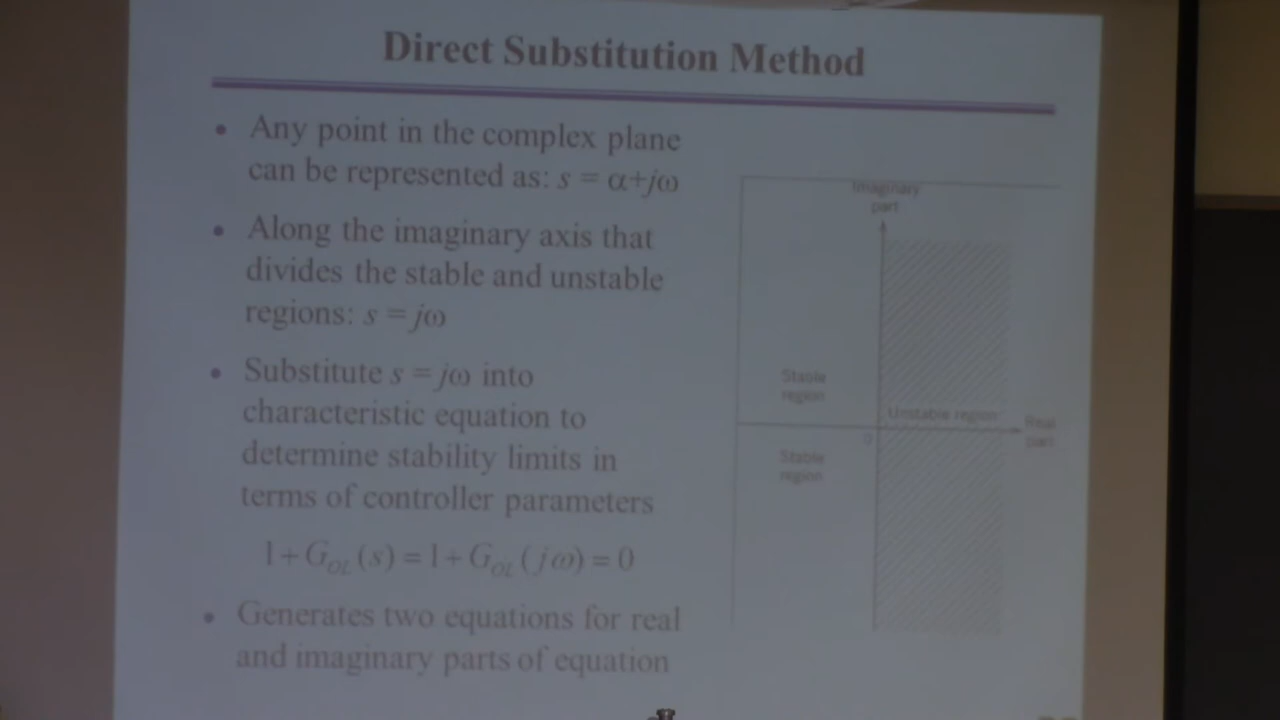 Direct Substitution Method
• Any point in the complex plane
can be represented as: s = α+jω
• Along the imaginary axis that
divides the stable and unstable
regions: s = jω
• Substitute s = jω into
characteristic equation to
determine stability limits in
terms of controller parameters
1+G_OL(s)=1+G_OL(jω)=0
• Generates two equations for real
and imaginary parts of equation
Imaginary
part
Stable
region
Unstable region
Real
part
0
Stable
region